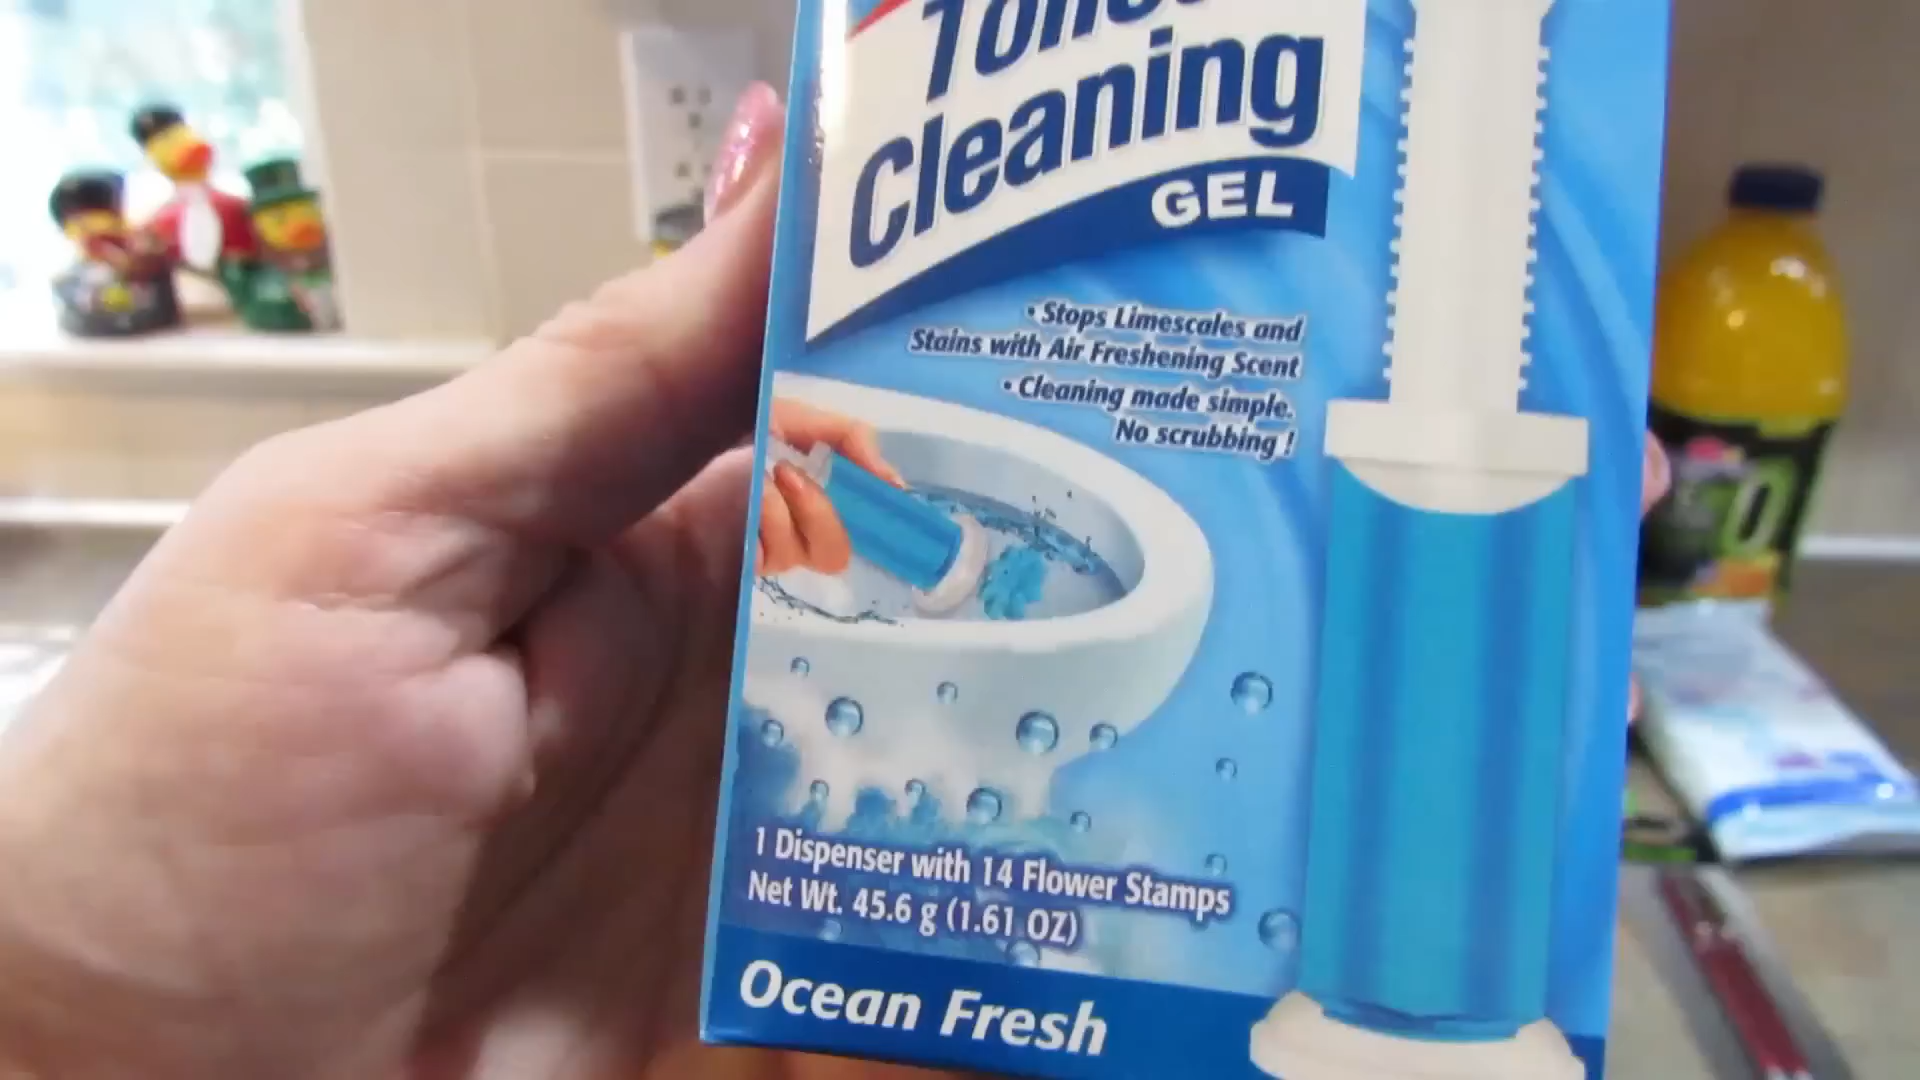 Toilet
Cleaning
GEL
• Stops Limescales and
Stains with Air Freshening Scent
• Cleaning made simple.
No scrubbing !
1 Dispenser with 14 Flower Stamps
Net Wt. 45.6 g (1.61 OZ)
Ocean Fresh